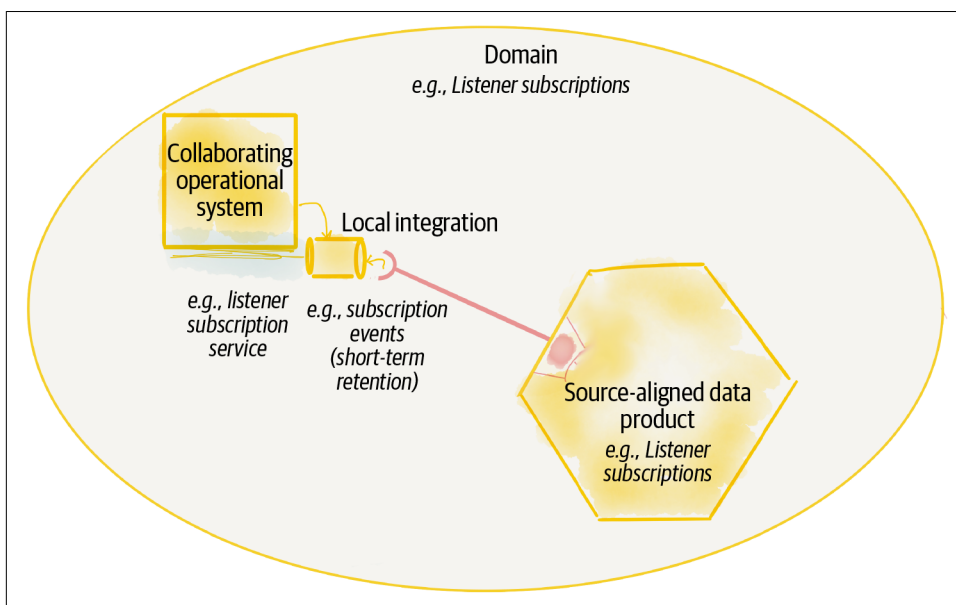 Domain
e.g., Listener subscriptions
Collaborating
operational
system
Local integration
e.g., listener
subscription
service
e.g., subscription
events
(short-term
retention)
Source-aligned data
product
e.g., Listener
subscriptions